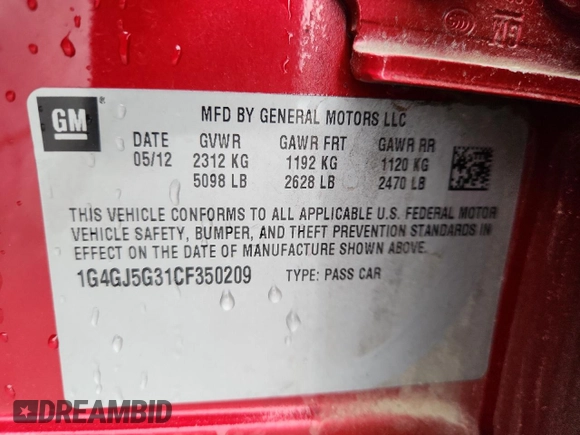 GM
MFD BY GENERAL MOTORS LLC
DATE GVWR GAWR FRT GAWR RR
05/12 2312 KG 1192 KG 1120 KG
5098 LB 2628 LB 2470 LB
THIS VEHICLE CONFORMS TO ALL APPLICABLE U.S. FEDERAL MOTOR
VEHICLE SAFETY, BUMPER, AND THEFT PREVENTION STANDARDS IN
EFFECT ON THE DATE OF MANUFACTURE SHOWN ABOVE.
1G4GJ5G31CF350209 TYPE: PASS CAR
DREAMBID